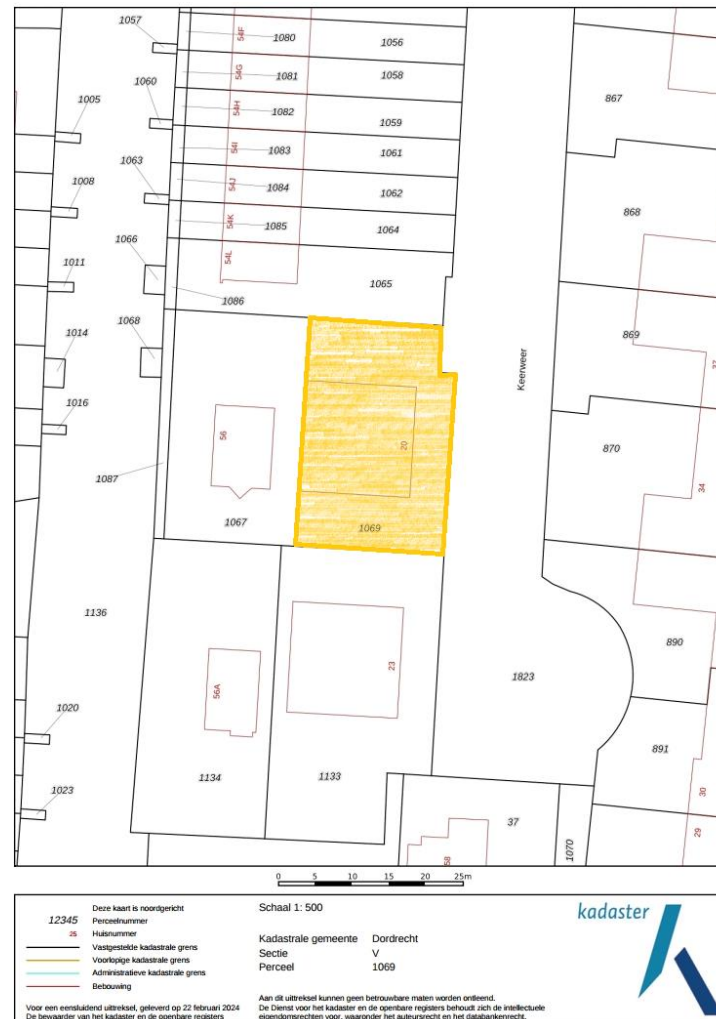 1057
54F
1080
1056
54G
1081
1058
1060
54H
1082
1059
867
1005
54I
1083
1061
1063
54J
1084
1062
1008
54K
1085
1064
868
1066
54L
1011
1086
1065
1014
1068
869
Keerweer
1016
56
20
870
1087
34
1067
1069
1136
890
23
56A
1823
1020
891
1134
1133
1023
30
37
29
58
1070
0 5 10 15 20 25m
Deze kaart is noordgericht
12345 Perceelnummer
25 Huisnummer
Vastgestelde kadastrale grens
Voorlopige kadastrale grens
Administratieve kadastrale grens
Bebouwing
Voor een eensluidend uittreksel, geleverd op 22 februari 2024
De bewaarder van het kadaster en de openbare registers
Schaal 1: 500
Kadastrale gemeente Dordrecht
Sectie V
Perceel 1069
Aan dit uittreksel kunnen geen betrouwbare maten worden ontleend.
De Dienst voor het kadaster en de openbare registers behoudt zich de intellectuele
eigendomsrechten voor, waaronder het auteursrecht en het databankenrecht.
kadaster